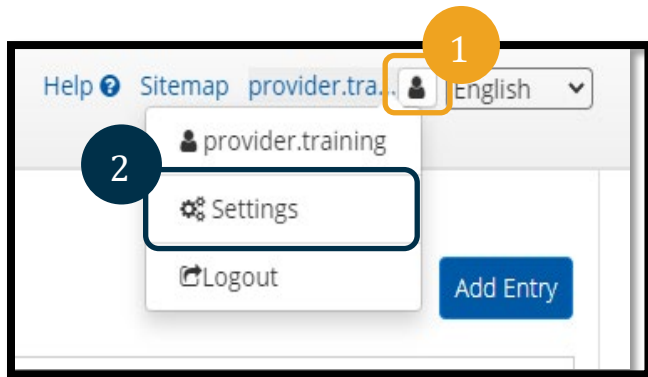 1
Help Sitemap provider.tra... English
provider.training
2
Settings
Logout
Add Entry